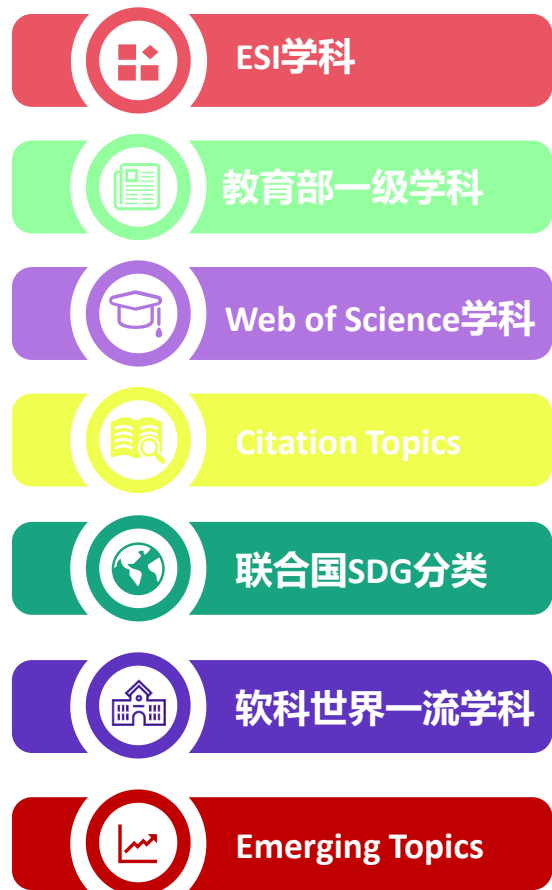 ESI学科
教育部一级学科
Web of Science学科
Citation Topics
联合国SDG分类
软科世界一流学科
Emerging Topics